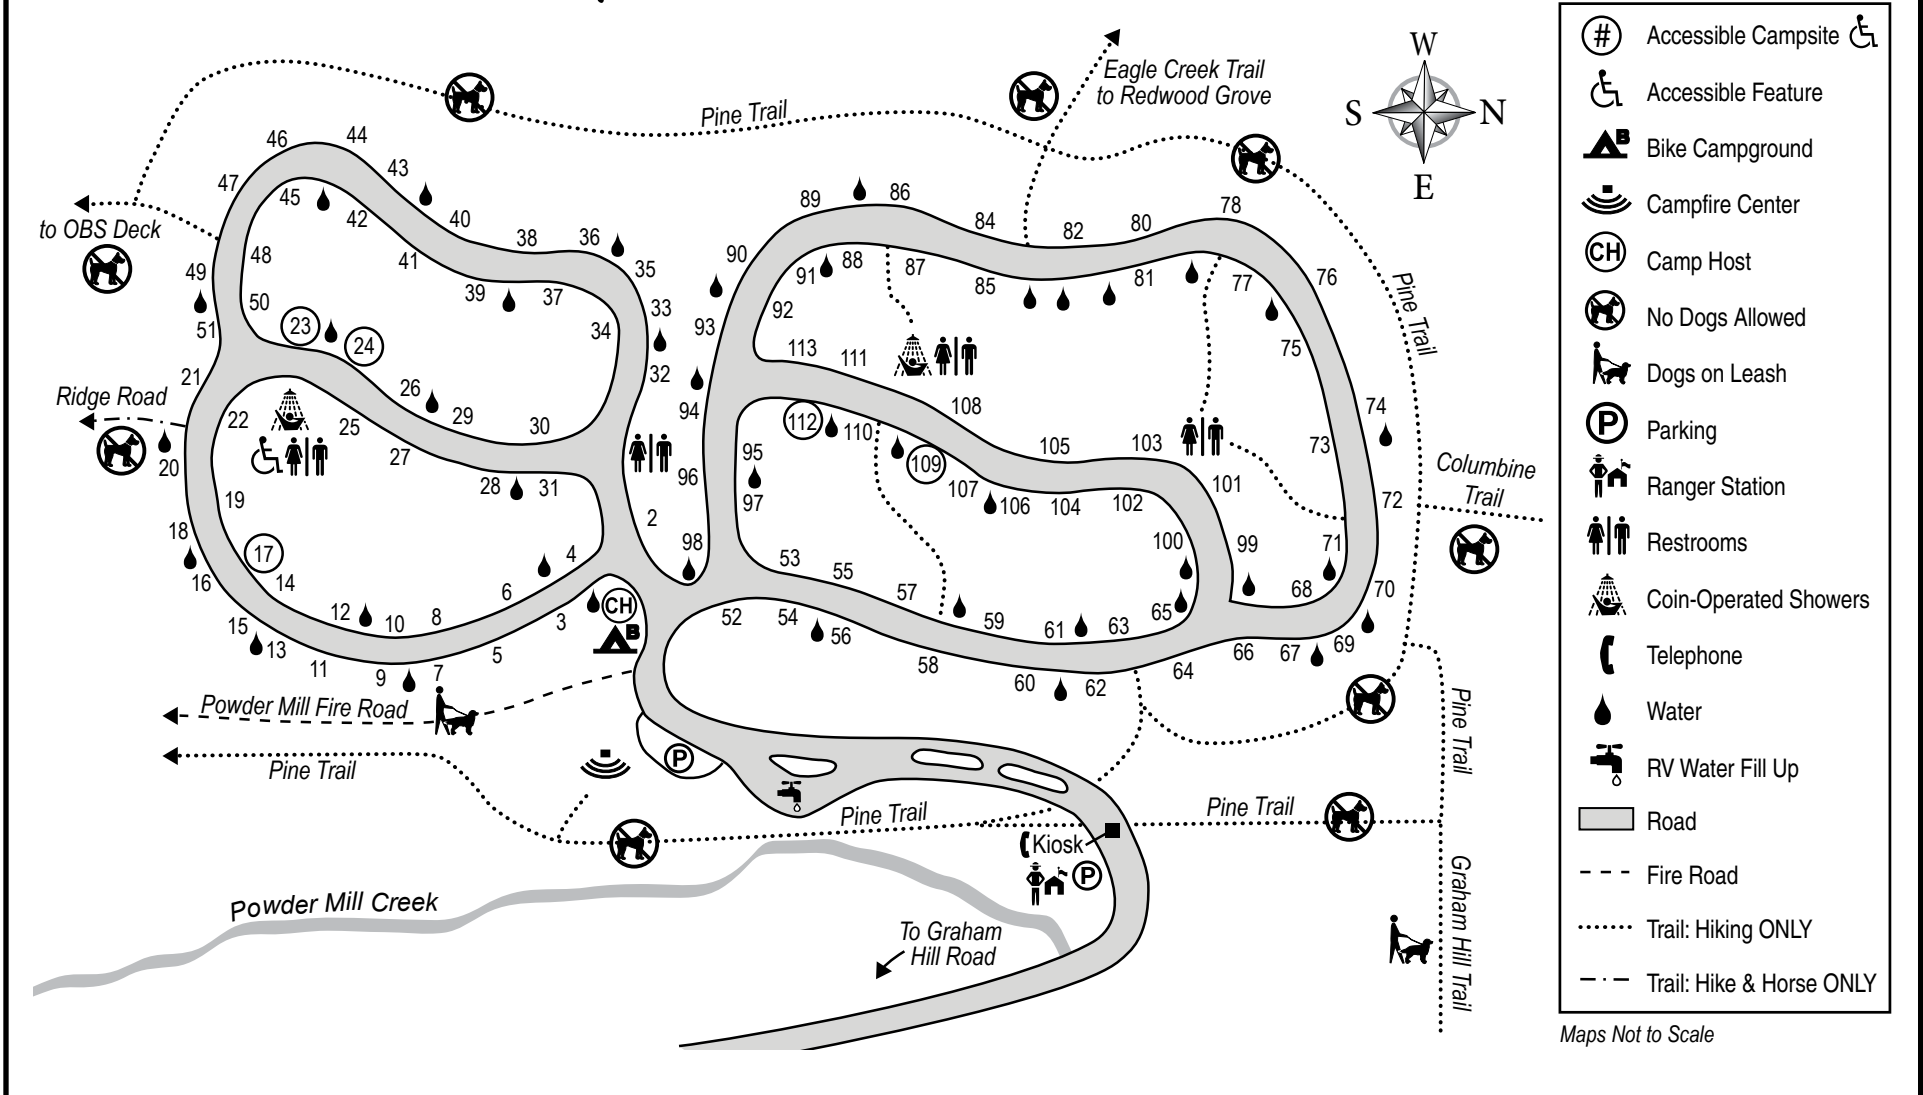 Eagle Creek Trail
to Redwood Grove
Pine Trail
W
S
N
E
46
44
43
47
45
42
40
41
38
36
39
37
35
33
34
32
to OBS Deck
48
49
50
51
23
24
21
Ridge Road
22
20
26
29
30
25
27
28
31
19
18
17
16
14
15
13
12
10
8
6
4
11
9
7
5
3
2
CH
B
89
86
84
82
80
78
90
91
88
87
85
81
77
76
93
92
75
94
113
111
108
74
112
110
109
105
103
73
95
96
97
107
106
104
102
101
72
98
100
99
71
53
55
57
59
61
63
65
68
70
52
54
56
58
60
62
64
66
67
69
Pine Trail
Columbine
Trail
Powder Mill Fire Road
Pine Trail
P
Pine Trail
Pine Trail
Pine Trail
Kiosk
P
Powder Mill Creek
To Graham
Hill Road
Graham Hill Trail
# Accessible Campsite
Accessible Feature
B Bike Campground
Campfire Center
CH Camp Host
No Dogs Allowed
Dogs on Leash
P Parking
Ranger Station
Restrooms
Coin-Operated Showers
Telephone
Water
RV Water Fill Up
Road
Fire Road
Trail: Hiking ONLY
Trail: Hike & Horse ONLY
Maps Not to Scale